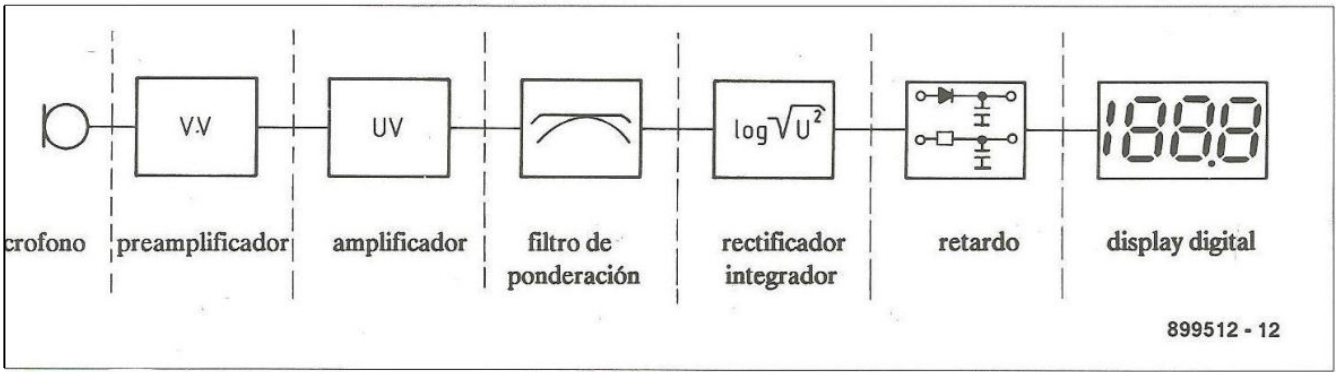 V.V
UV
log√U²
188.8
crofono
preamplificador
amplificador
filtro de
ponderación
rectificador
integrador
retardo
display digital
899512 - 12